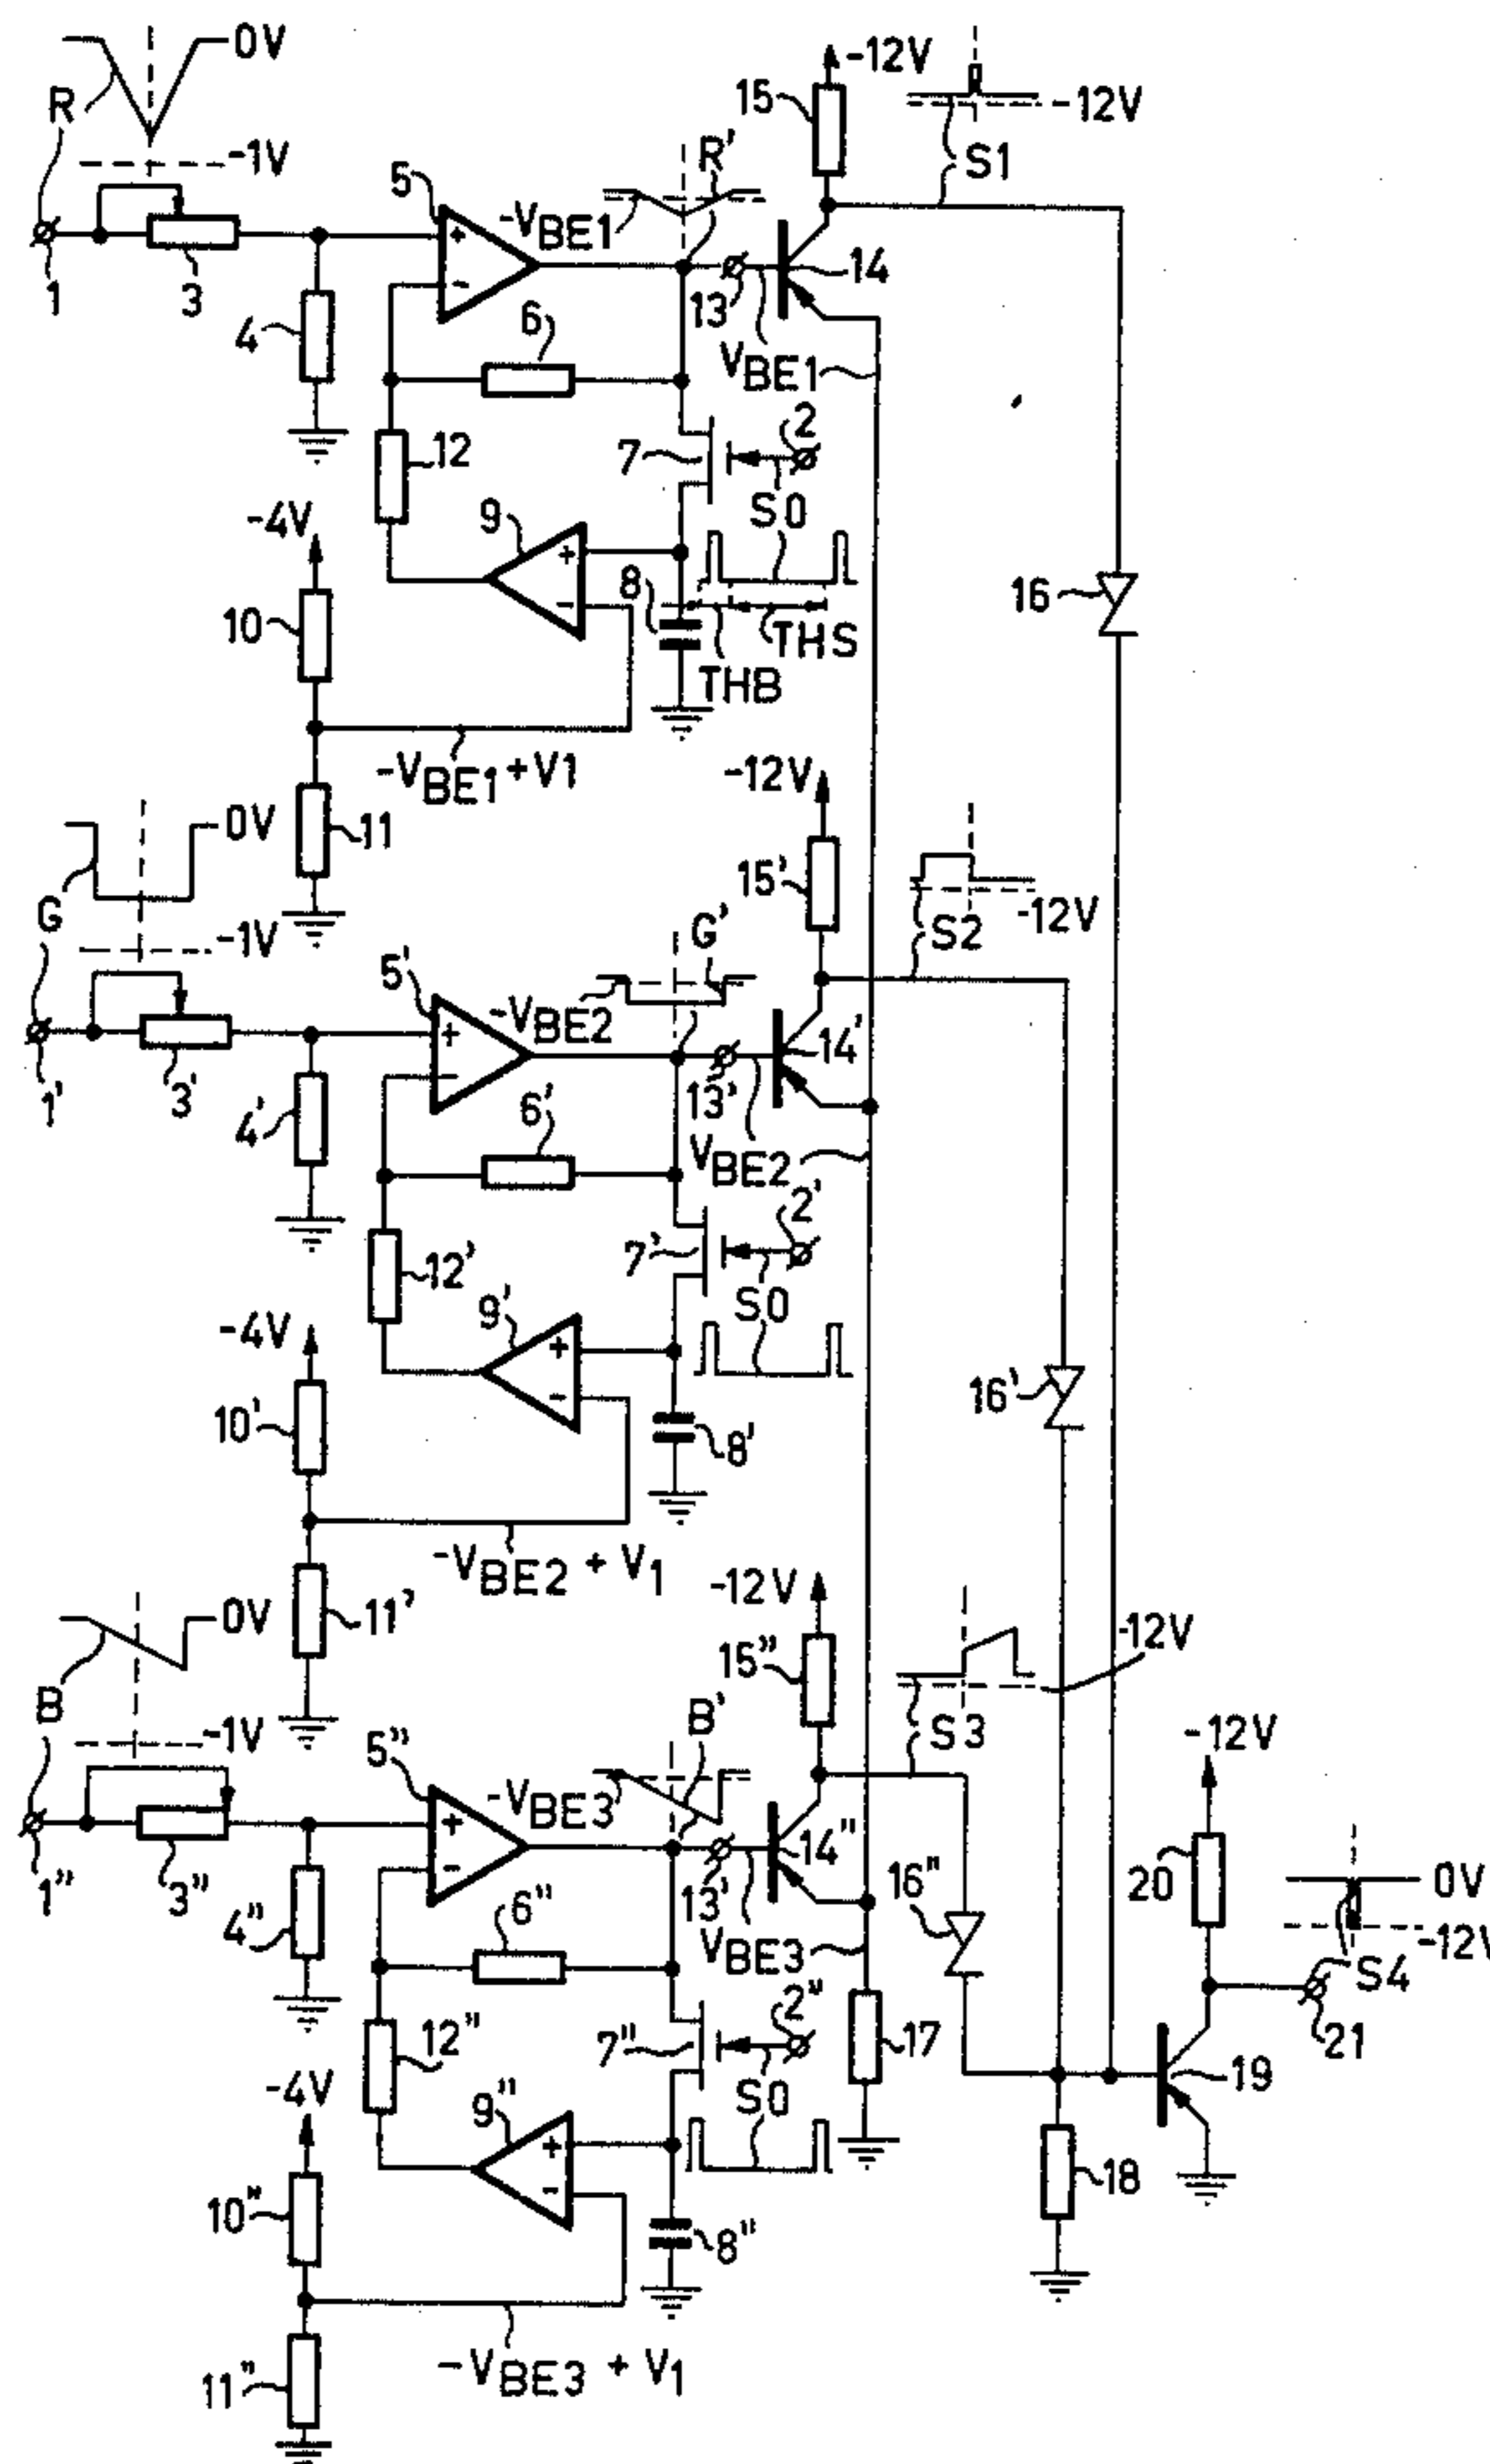 0V
-12V
R
15
-12V
-1V
S1
5
R'
-VBE1
14
1
3
13
4
6
VBE1
2
12
7
S0
-4V
9
16
8
10
THS
THB
-VBE1 + V1
-12V
0V
11
15'
G
-12V
-1V
S2
G'
5'
-VBE2
14'
1'
3'
13'
4'
6'
VBE2
2'
12'
7'
S0
9'
-4V
16'
10'
8'
-VBE2 + V1
-12V
0V
11'
-12V
15"
B
B'
S3
-1V
-12V
5"
-VBE3
14"
16"
1"
3"
13'
20
0V
6"
4"
VBE3
-12V
S4
2"
12"
7"
17
21
-4V
9"
S0
19
18
10"
8"
-VBE3 + V1
11"